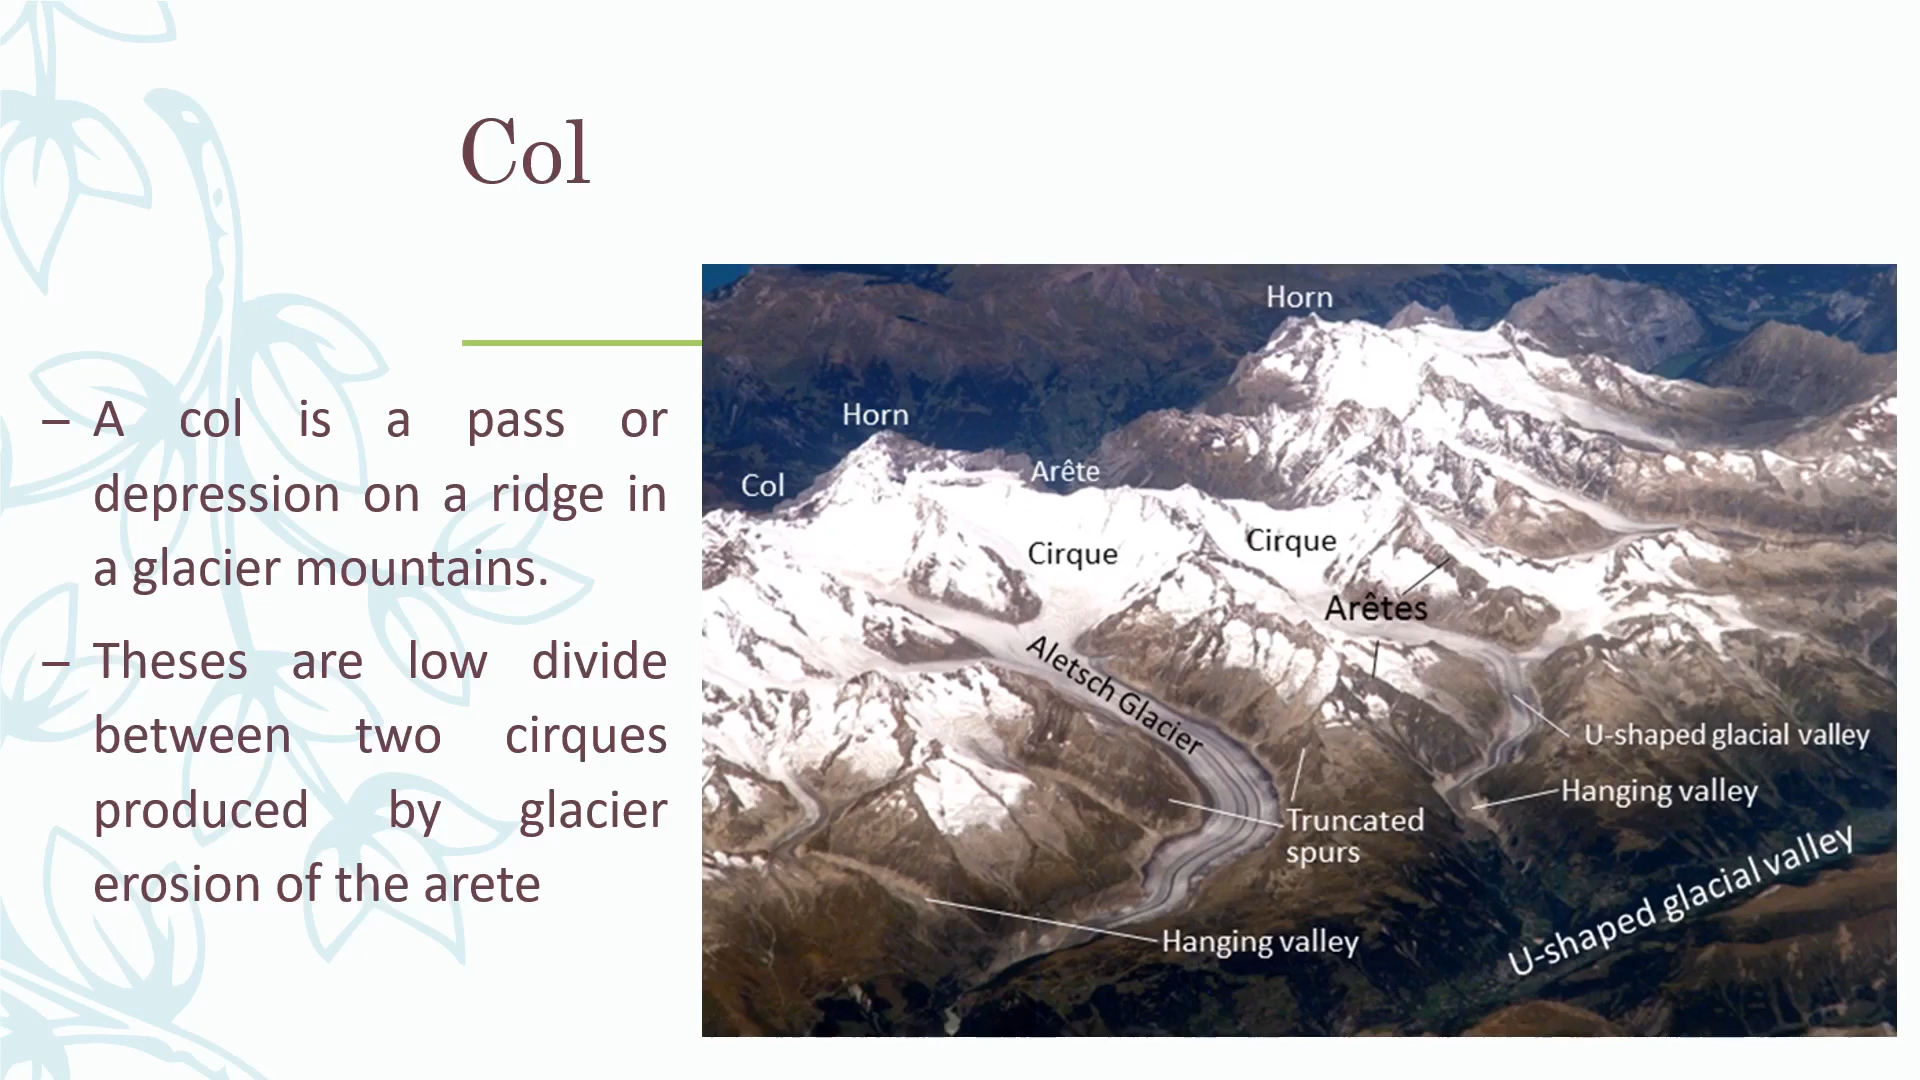 Col
– A col is a pass or
depression on a ridge in
a glacier mountains.
– Theses are low divide
between two cirques
produced by glacier
erosion of the arete
Horn
Horn
Col
Arête
Cirque
Cirque
Arêtes
Aletsch Glacier
U-shaped glacial valley
Hanging valley
Truncated
spurs
U-shaped glacial valley
Hanging valley